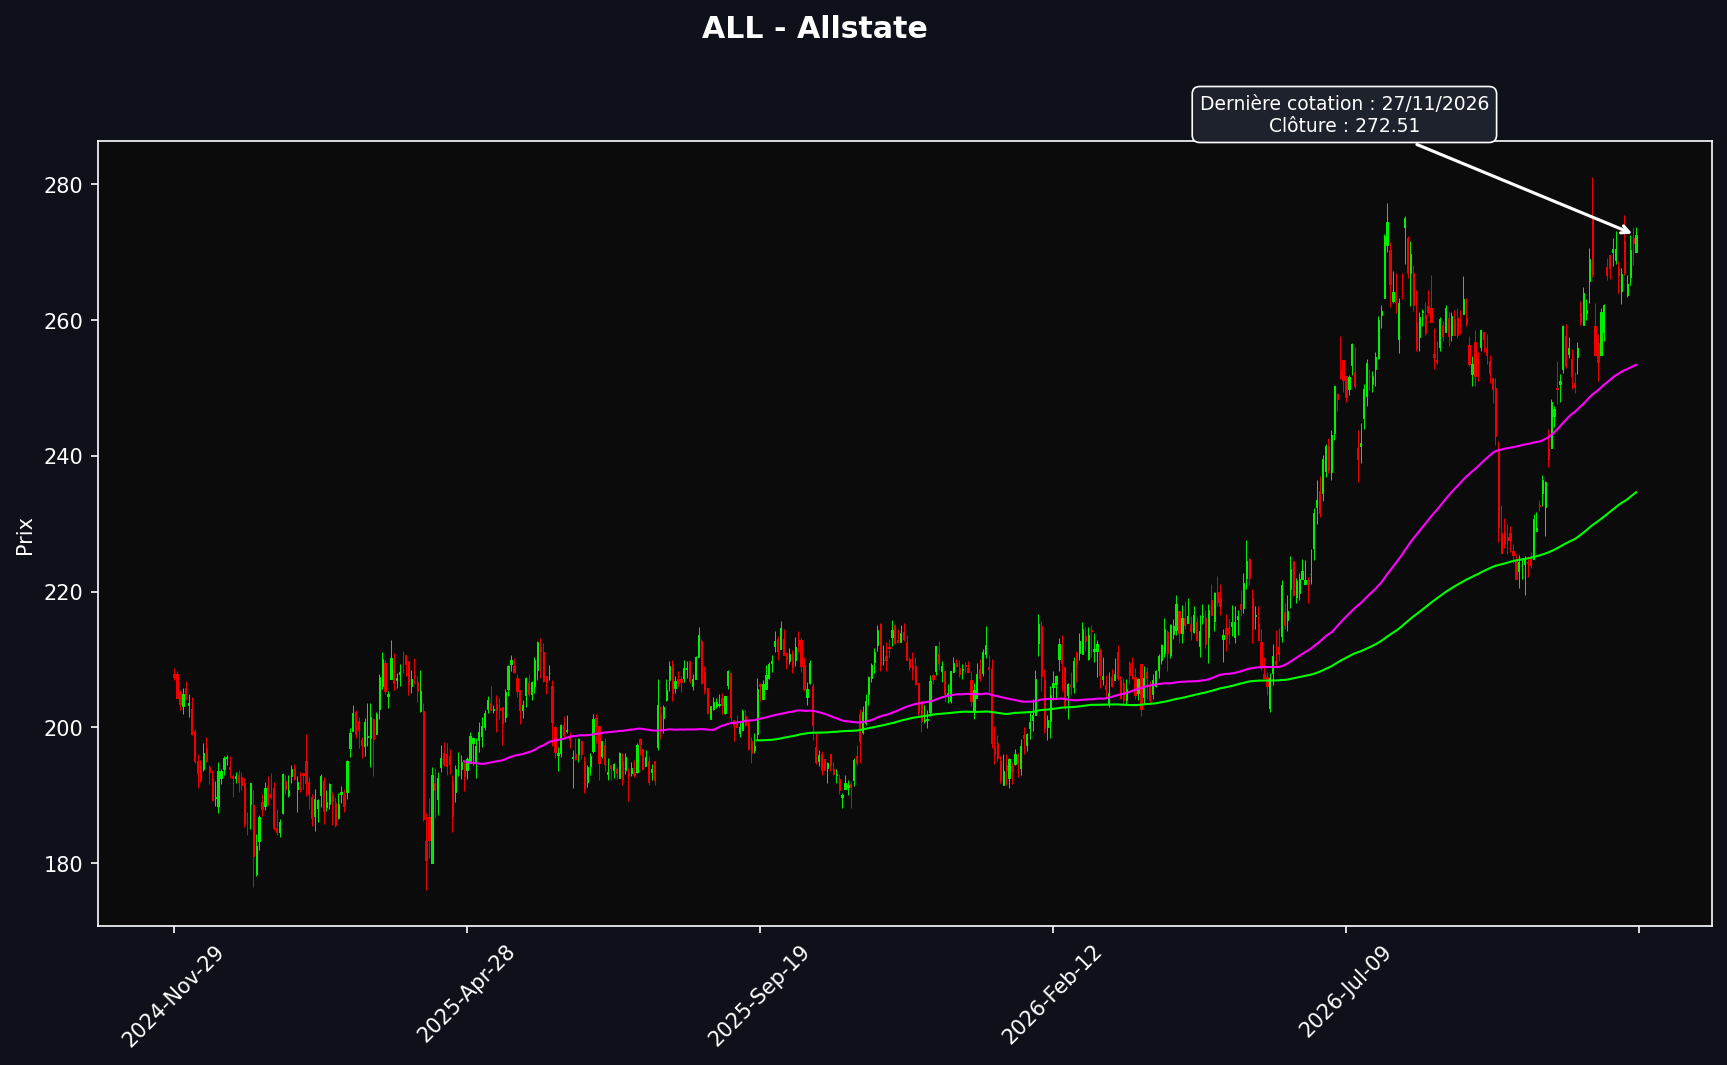 ALL - Allstate
Dernière cotation : 27/11/2026
Clôture : 272.51
Prix
280
260
240
220
200
180
2024-Nov-29
2025-Apr-28
2025-Sep-19
2026-Feb-12
2026-Jul-09